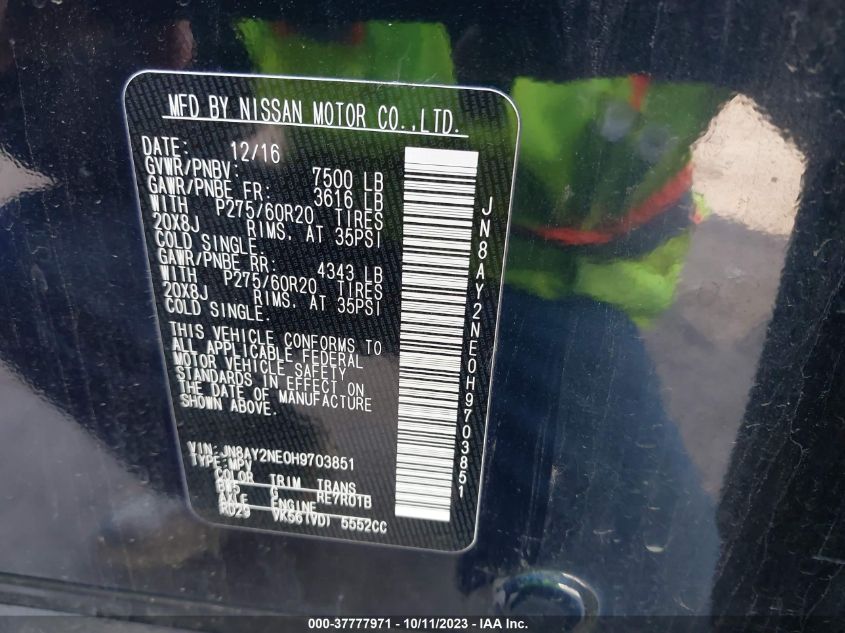 MFD BY NISSAN MOTOR CO.,LTD.
DATE: 12/16
GVWR/PNBV: 7500 LB
GAWR/PNBE FR: 3616 LB
WITH P275/60R20 TIRES
20X8J RIMS. AT 35PSI
COLD SINGLE.
GAWR/PNBE RR: 4343 LB
WITH P275/60R20 TIRES
20X8J RIMS. AT 35PSI
COLD SINGLE.
THIS VEHICLE CONFORMS TO
ALL APPLICABLE FEDERAL
MOTOR VEHICLE SAFETY
STANDARDS IN EFFECT ON
THE DATE OF MANUFACTURE
SHOWN ABOVE.
VIN: JN8AY2NE0H9703851
TYPE: MPV
COLOR TRIM TRANS
BW5 G RE7R01B
AXLE ENGINE
RD29 VK56(VD) 5552CC
JN8AY2NE0H9703851
000-37777971 - 10/11/2023 - IAA Inc.